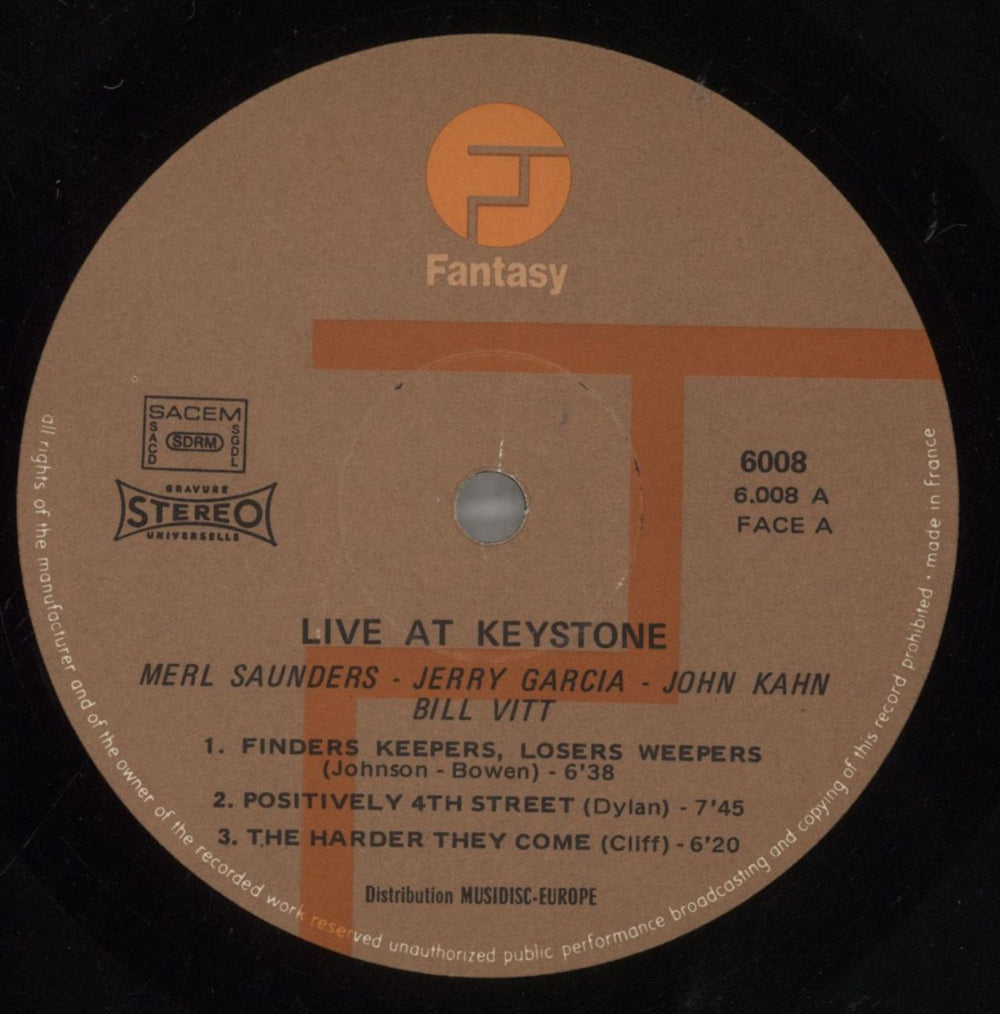 Fantasy
SACEM
SACD
SDRM
SGDL
GRAVURE
STEREO
UNIVERSELLE
6008
6.008 A
FACE A
LIVE AT KEYSTONE
MERL SAUNDERS - JERRY GARCIA - JOHN KAHN
BILL VITT
1. FINDERS KEEPERS, LOSERS WEEPERS
(Johnson - Bowen) - 6'38
2. POSITIVELY 4TH STREET (Dylan) - 7'45
3. THE HARDER THEY COME (Cliff) - 6'20
Distribution MUSIDISC-EUROPE
all rights of the manufacturer and of the owner of the recorded work reserved unauthorized public performance broadcasting and copying of this record prohibited · made in France